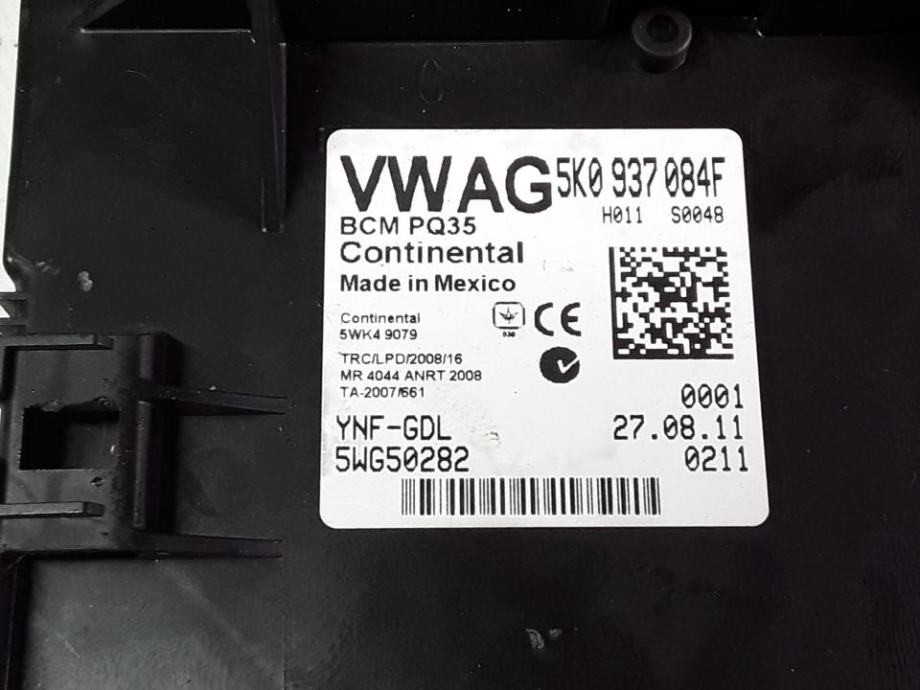 VWAG 5K0 937 084F
H011 S0048
BCM PQ35
Continental
Made in Mexico
Continental
5WK4 9079
CE
TRC/LPD/2008/16
MR 4044 ANRT 2008
TA-2007/661
0001
YNF-GDL 27.08.11
5WG50282 0211